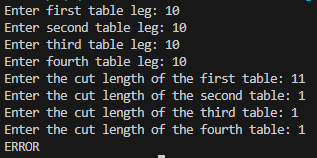 Enter first table leg: 10
Enter second table leg: 10
Enter third table leg: 10
Enter fourth table leg: 10
Enter the cut length of the first table: 11
Enter the cut length of the second table: 1
Enter the cut length of the third table: 1
Enter the cut length of the fourth table: 1
ERROR